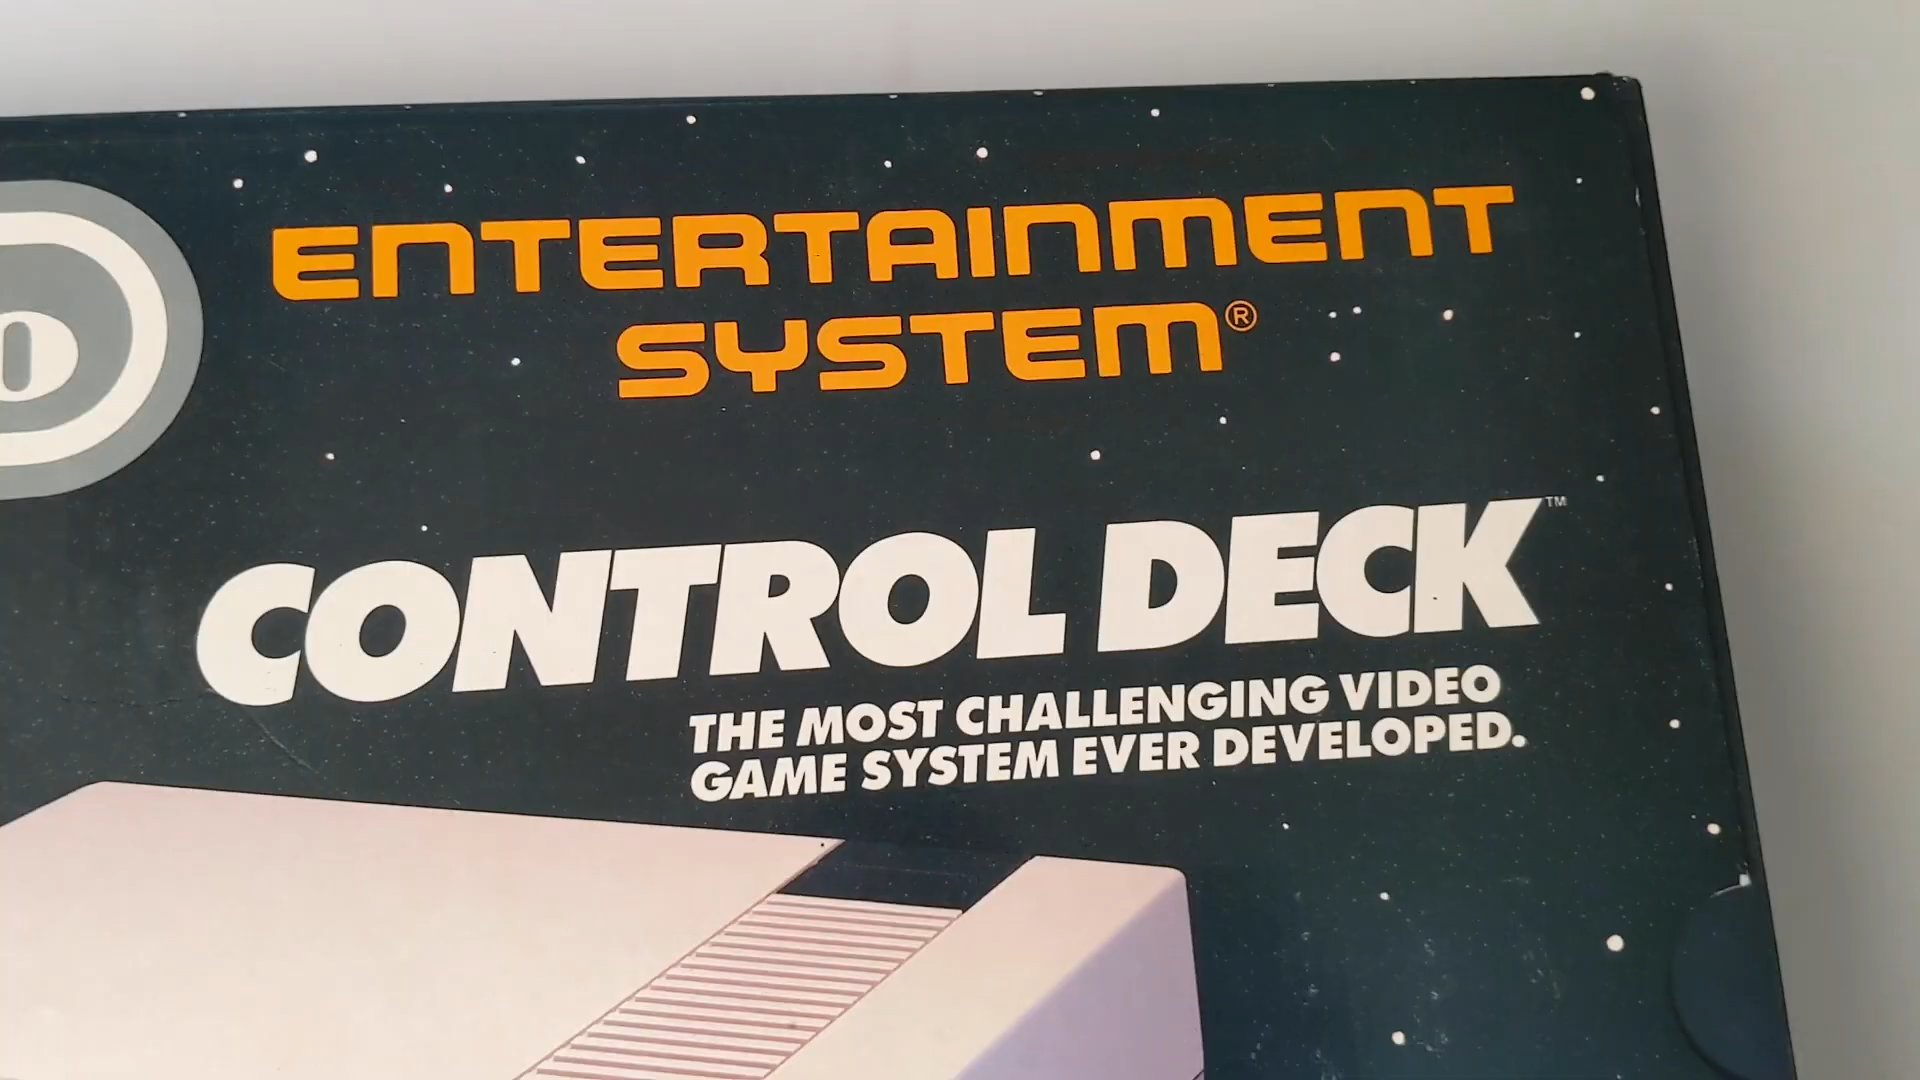 ENTERTAINMENT
SYSTEM®
CONTROL DECK™
THE MOST CHALLENGING VIDEO
GAME SYSTEM EVER DEVELOPED.